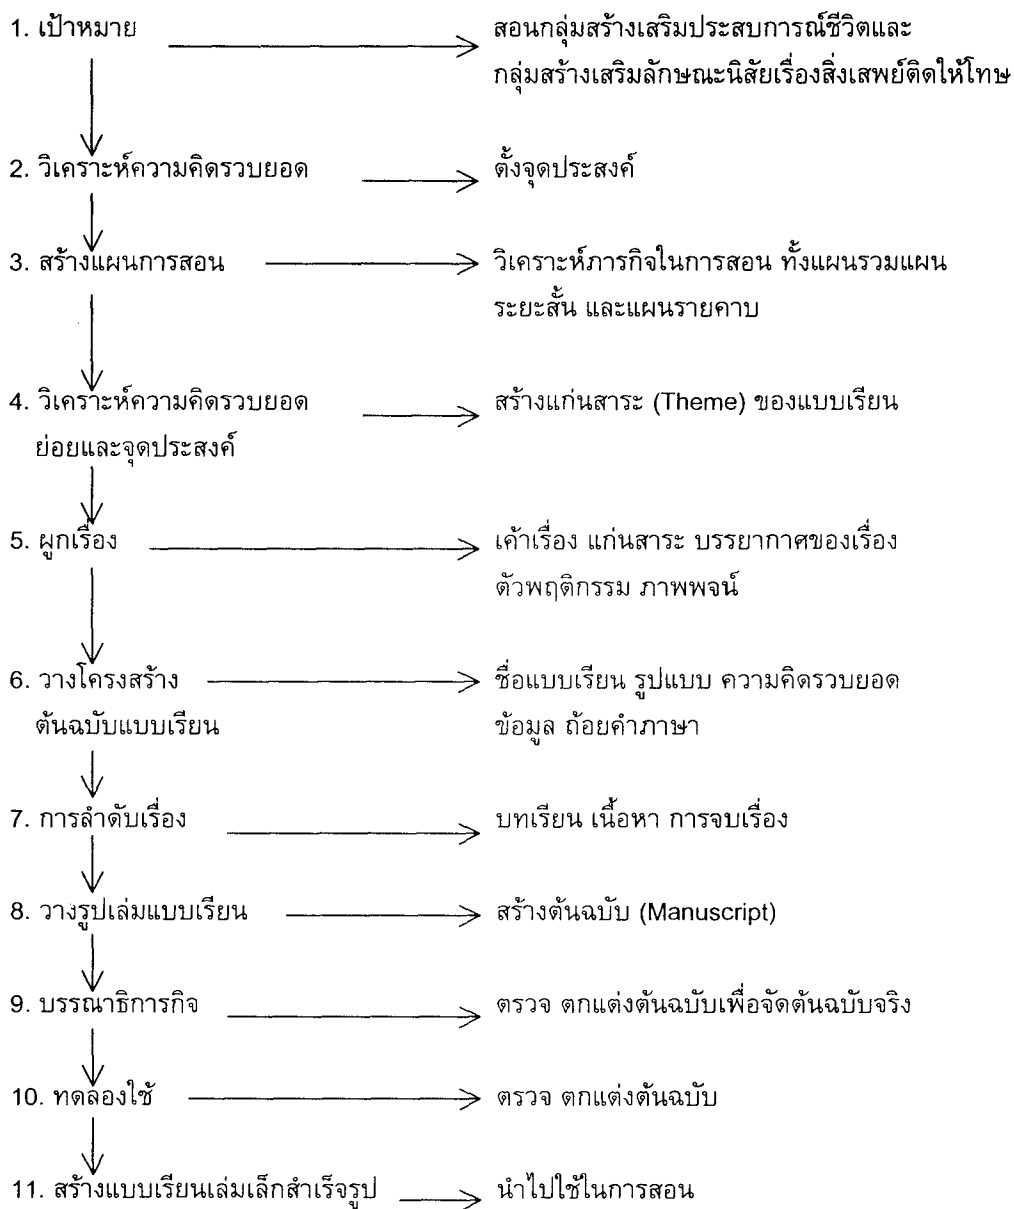 1. เป้าหมาย สอนกลุ่มสร้างเสริมประสบการณ์ชีวิตและ
กลุ่มสร้างเสริมลักษณะนิสัยเรื่องสิ่งเสพย์ติดให้โทษ
2. วิเคราะห์ความคิดรวบยอด ตั้งจุดประสงค์
3. สร้างแผนการสอน วิเคราะห์ภารกิจในการสอน ทั้งแผนรวมแผน
ระยะสั้น และแผนรายคาบ
4. วิเคราะห์ความคิดรวบยอด สร้างแก่นสาระ (Theme) ของแบบเรียน
ย่อยและจุดประสงค์
5. ผูกเรื่อง เค้าเรื่อง แก่นสาระ บรรยากาศของเรื่อง
ตัวพฤติกรรม ภาพพจน์
6. วางโครงสร้าง ชื่อแบบเรียน รูปแบบ ความคิดรวบยอด
ต้นฉบับแบบเรียน ข้อมูล ถ้อยคำภาษา
7. การลำดับเรื่อง บทเรียน เนื้อหา การจบเรื่อง
8. วางรูปเล่มแบบเรียน สร้างต้นฉบับ (Manuscript)
9. บรรณาธิการกิจ ตรวจ ตกแต่งต้นฉบับเพื่อจัดต้นฉบับจริง
10. ทดลองใช้ ตรวจ ตกแต่งต้นฉบับ
11. สร้างแบบเรียนเล่มเล็กสำเร็จรูป นำไปใช้ในการสอน